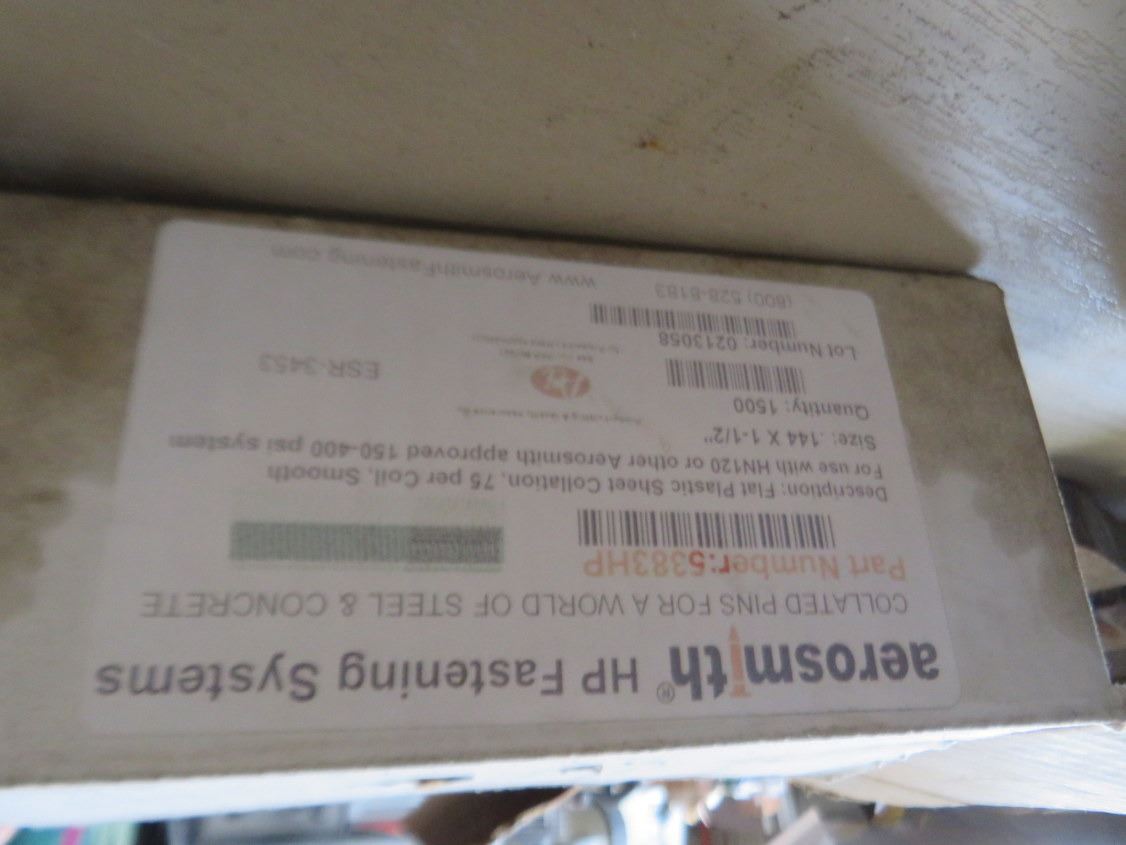 aerosmith® HP Fastening Systems
COLLATED PINS FOR A WORLD OF STEEL & CONCRETE
Part Number:5383HP
Description: Flat Plastic Sheet Collation, 75 per Coil, Smooth
For use with HN120 or other Aerosmith approved 150-400 psi system
Size: .144 X 1-1/2"
Quantity: 1500
ESR-3453
Lot Number: 0213058
(800) 528-8183 www.AerosmithFastening.com